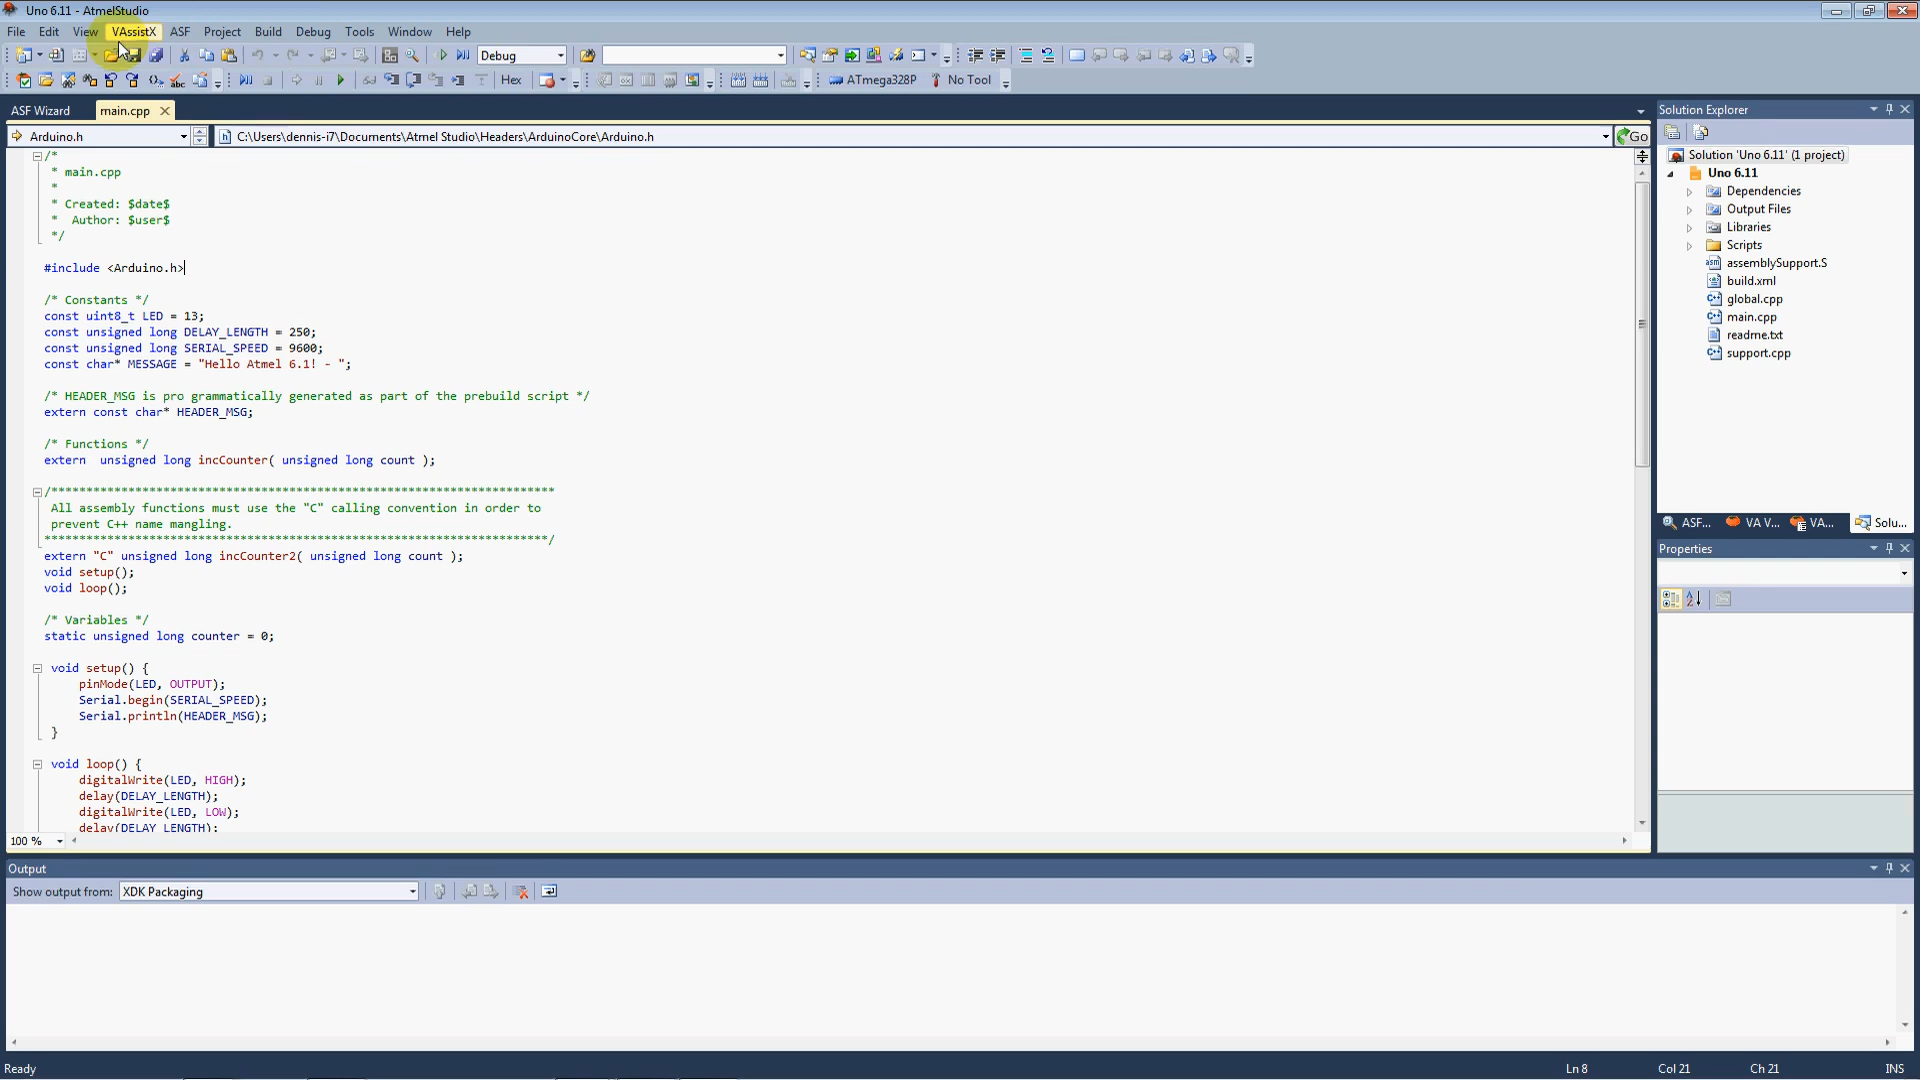 Uno 6.11 - AtmelStudio
File Edit View VAssistX ASF Project Build Debug Tools Window Help
Debug
Hex ATmega328P No Tool
ASF Wizard main.cpp
Arduino.h C:\Users\dennis-i7\Documents\Atmel Studio\Headers\ArduinoCore\Arduino.h Go
/*
* main.cpp
*
* Created: $date$
*  Author: $user$
*/
#include <Arduino.h>
/* Constants */
const uint8_t LED = 13;
const unsigned long DELAY_LENGTH = 250;
const unsigned long SERIAL_SPEED = 9600;
const char* MESSAGE = "Hello Atmel 6.1! - ";
/* HEADER_MSG is pro grammatically generated as part of the prebuild script */
extern const char* HEADER_MSG;
/* Functions */
extern  unsigned long incCounter( unsigned long count );
/************************************************************************
All assembly functions must use the "C" calling convention in order to
prevent C++ name mangling.
************************************************************************/
extern "C" unsigned long incCounter2( unsigned long count );
void setup();
void loop();
/* Variables */
static unsigned long counter = 0;
void setup() {
pinMode(LED, OUTPUT);
Serial.begin(SERIAL_SPEED);
Serial.println(HEADER_MSG);
}
void loop() {
digitalWrite(LED, HIGH);
delay(DELAY_LENGTH);
digitalWrite(LED, LOW);
delay(DELAY_LENGTH);
100 %
Solution Explorer
Solution 'Uno 6.11' (1 project)
Uno 6.11
Dependencies
Output Files
Libraries
Scripts
assemblySupport.S
build.xml
global.cpp
main.cpp
readme.txt
support.cpp
ASF... VA V... VA... Solu...
Properties
Output
Show output from: XDK Packaging
Ready Ln 8 Col 21 Ch 21 INS